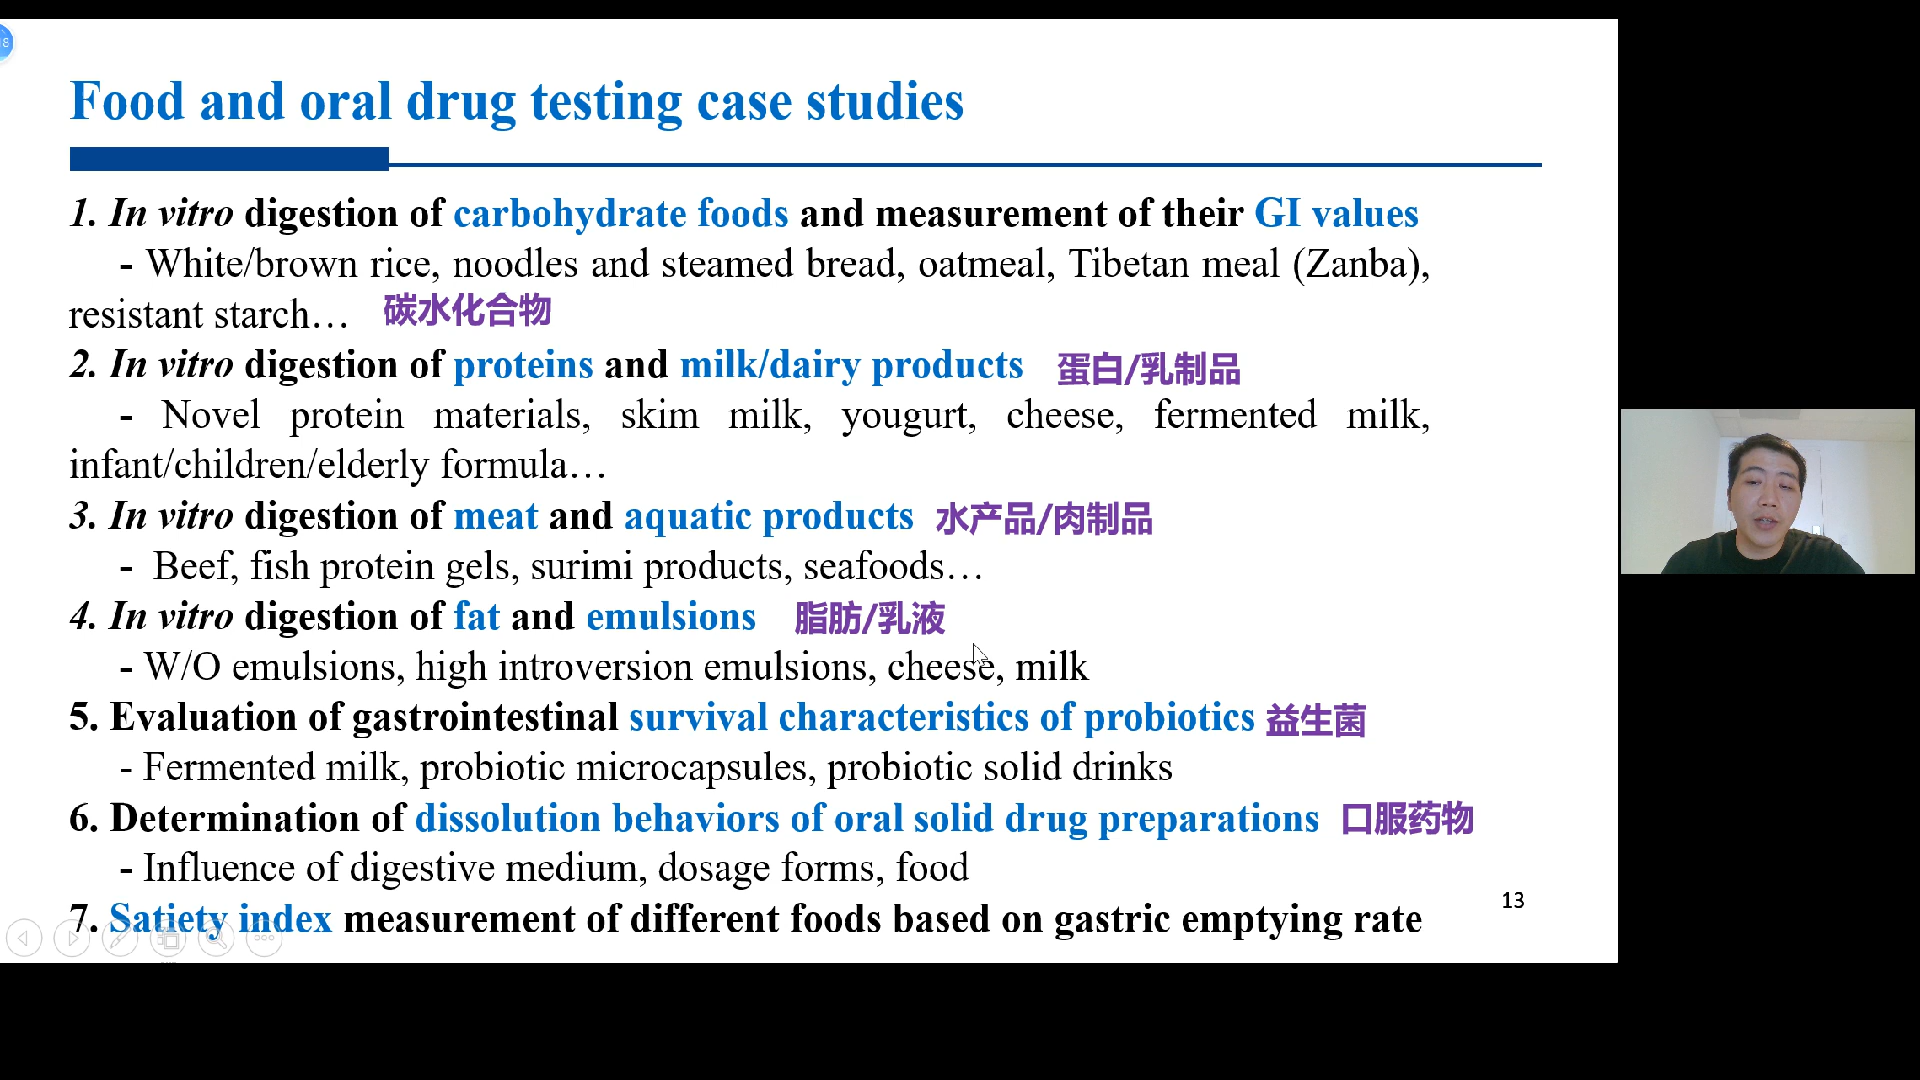 18
Food and oral drug testing case studies
1. In vitro digestion of carbohydrate foods and measurement of their GI values
- White/brown rice, noodles and steamed bread, oatmeal, Tibetan meal (Zanba),
resistant starch… 碳水化合物
2. In vitro digestion of proteins and milk/dairy products 蛋白/乳制品
- Novel protein materials, skim milk, yougurt, cheese, fermented milk,
infant/children/elderly formula…
3. In vitro digestion of meat and aquatic products 水产品/肉制品
- Beef, fish protein gels, surimi products, seafoods…
4. In vitro digestion of fat and emulsions 脂肪/乳液
- W/O emulsions, high introversion emulsions, cheese, milk
5. Evaluation of gastrointestinal survival characteristics of probiotics 益生菌
- Fermented milk, probiotic microcapsules, probiotic solid drinks
6. Determination of dissolution behaviors of oral solid drug preparations 口服药物
- Influence of digestive medium, dosage forms, food
7. Satiety index measurement of different foods based on gastric emptying rate
13